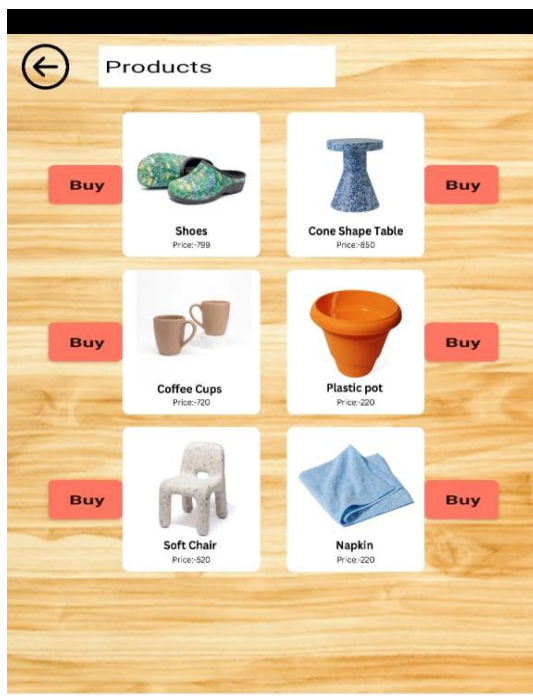 Products
Buy
Shoes
Price:-799
Cone Shape Table
Price:-850
Buy
Buy
Coffee Cups
Price:-720
Plastic pot
Price:-220
Buy
Buy
Soft Chair
Price:-520
Napkin
Price:-220
Buy